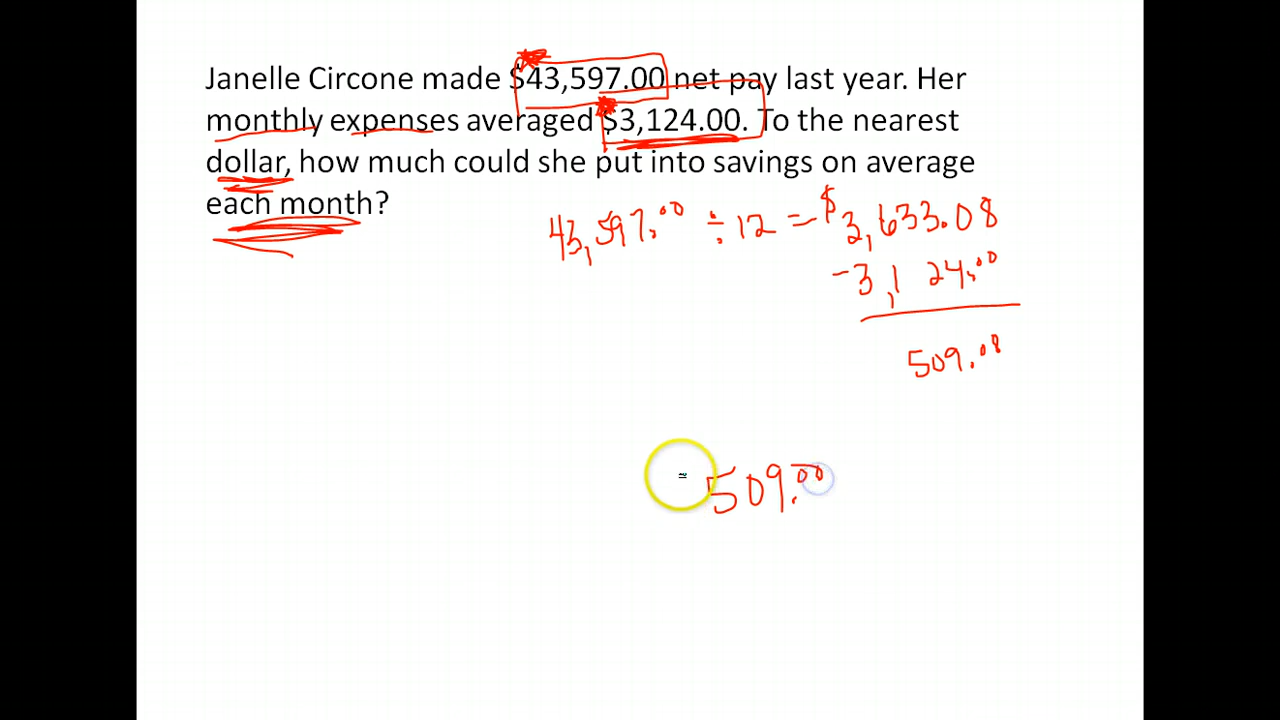 Janelle Circone made $43,597.00 net pay last year. Her
monthly expenses averaged $3,124.00. To the nearest
dollar, how much could she put into savings on average
each month?
43,597.00 ÷ 12 = $3,633.08
-3,124.00
509.08
509.00